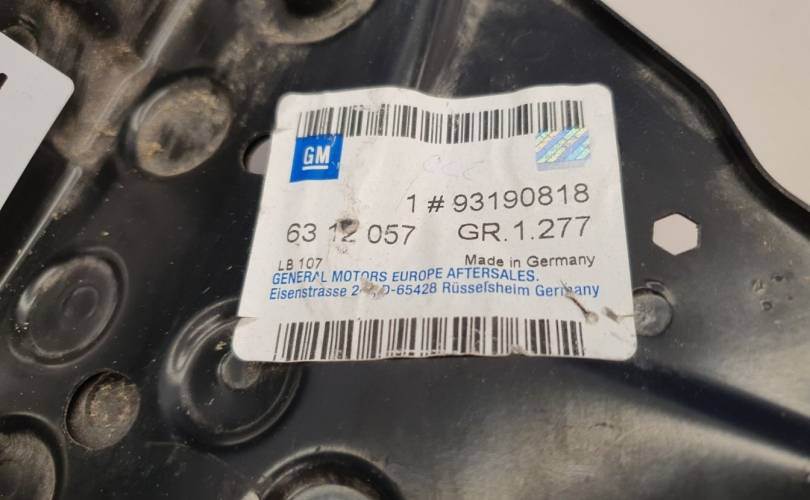 GM
1 # 93190818
63 12 057 GR.1.277
LB 107 Made in Germany
GENERAL MOTORS EUROPE AFTERSALES.
Eisenstrasse D-65428 Rüsselsheim Germany